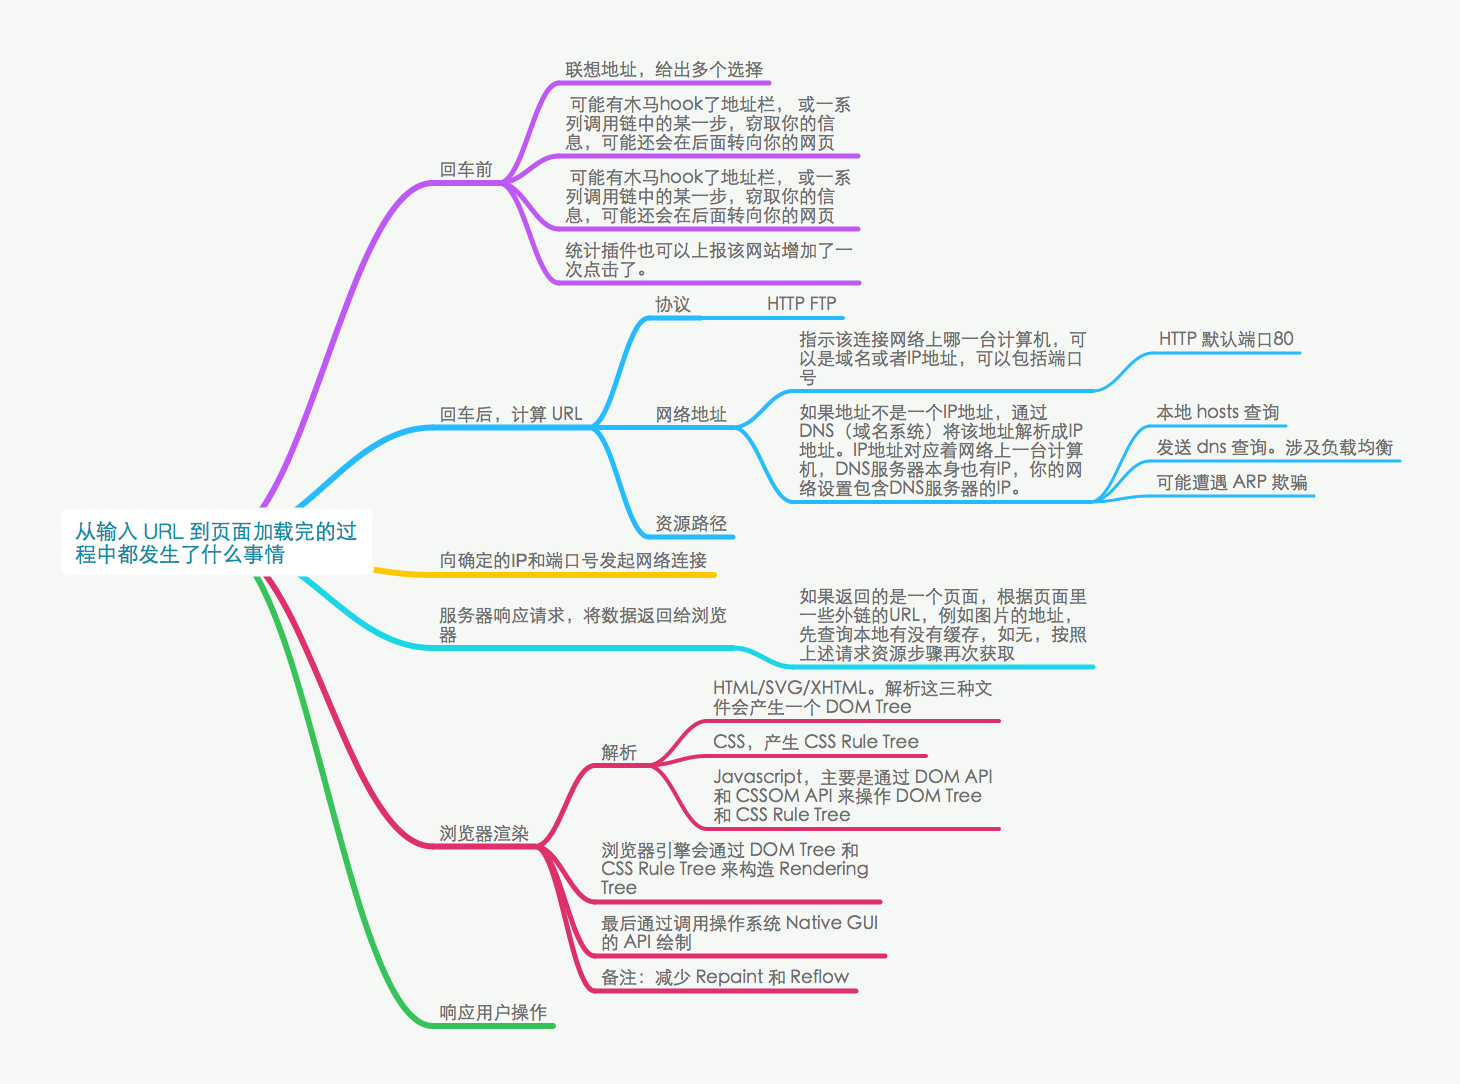 从输入 URL 到页面加载完的过
程中都发生了什么事情
回车前
联想地址，给出多个选择
可能有木马hook了地址栏， 或一系
列调用链中的某一步，窃取你的信
息，可能还会在后面转向你的网页
可能有木马hook了地址栏， 或一系
列调用链中的某一步，窃取你的信
息，可能还会在后面转向你的网页
统计插件也可以上报该网站增加了一
次点击了。
回车后，计算 URL
协议
HTTP FTP
网络地址
指示该连接网络上哪一台计算机，可
以是域名或者IP地址，可以包括端口
号
HTTP 默认端口80
如果地址不是一个IP地址，通过
DNS（域名系统）将该地址解析成IP
地址。IP地址对应着网络上一台计算
机，DNS服务器本身也有IP，你的网
络设置包含DNS服务器的IP。
本地 hosts 查询
发送 dns 查询。涉及负载均衡
可能遭遇 ARP 欺骗
资源路径
向确定的IP和端口号发起网络连接
服务器响应请求，将数据返回给浏览
器
如果返回的是一个页面，根据页面里
一些外链的URL，例如图片的地址，
先查询本地有没有缓存，如无，按照
上述请求资源步骤再次获取
浏览器渲染
解析
HTML/SVG/XHTML。解析这三种文
件会产生一个 DOM Tree
CSS，产生 CSS Rule Tree
Javascript，主要是通过 DOM API
和 CSSOM API 来操作 DOM Tree
和 CSS Rule Tree
浏览器引擎会通过 DOM Tree 和
CSS Rule Tree 来构造 Rendering
Tree
最后通过调用操作系统 Native GUI
的 API 绘制
备注：减少 Repaint 和 Reflow
响应用户操作